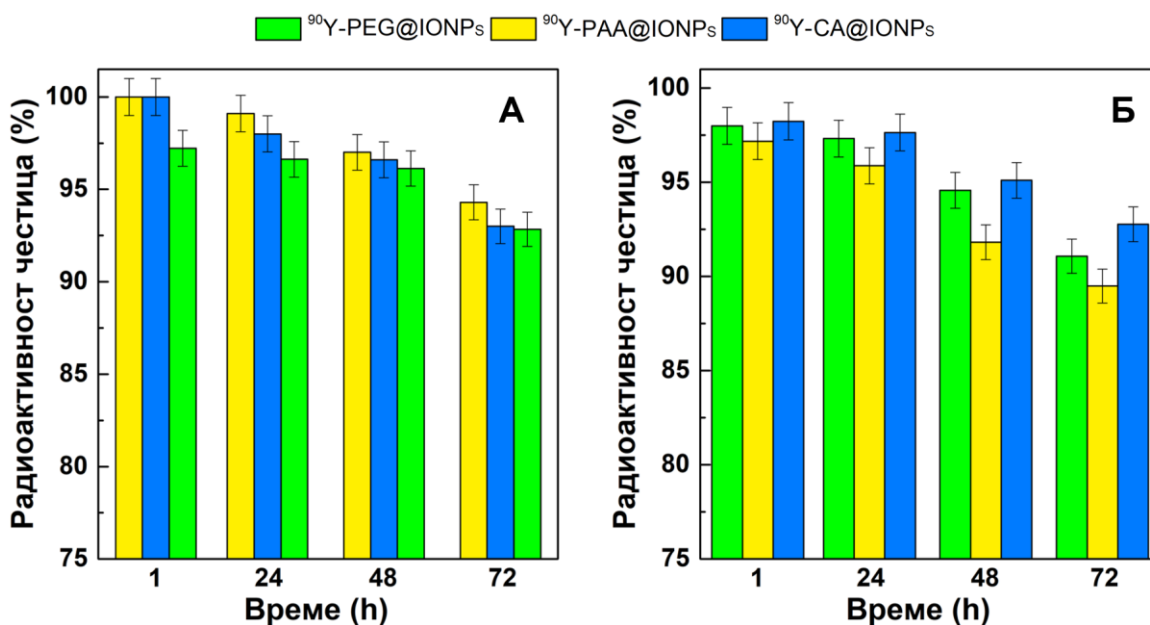 ⁹⁰Y-PEG@IONPs ⁹⁰Y-PAA@IONPs ⁹⁰Y-CA@IONPs
А
Радиоактивност честица (%)
100
95
90
85
80
75
1 24 48 72
Време (h)
Б
Радиоактивност честица (%)
100
95
90
85
80
75
1 24 48 72
Време (h)